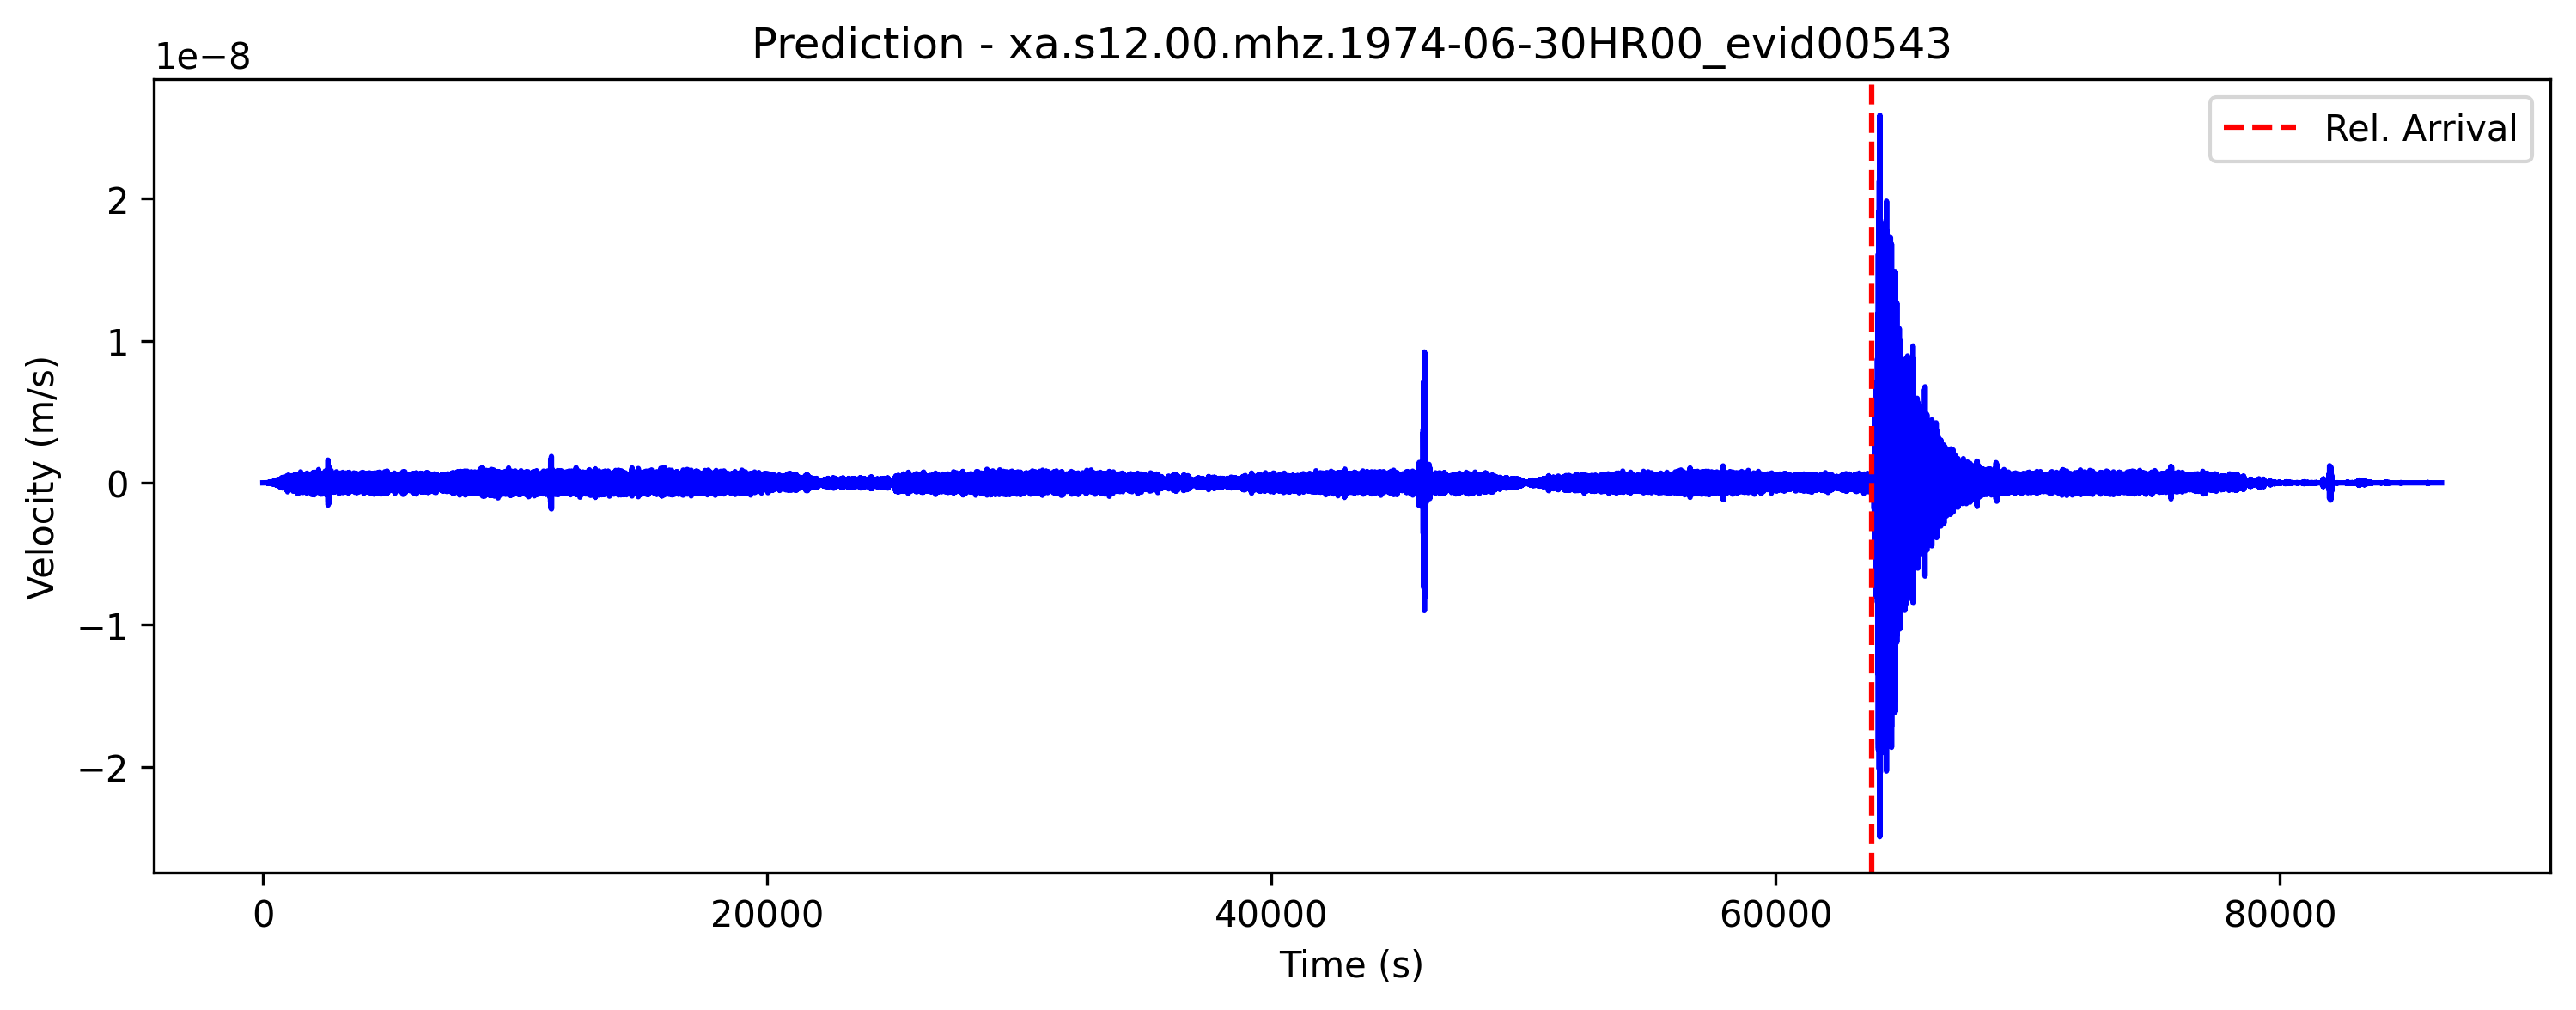 Prediction - xa.s12.00.mhz.1974-06-30HR00_evid00543
1e−8
Rel. Arrival
2
1
0
−1
−2
Velocity (m/s)
0 20000 40000 60000 80000
Time (s)